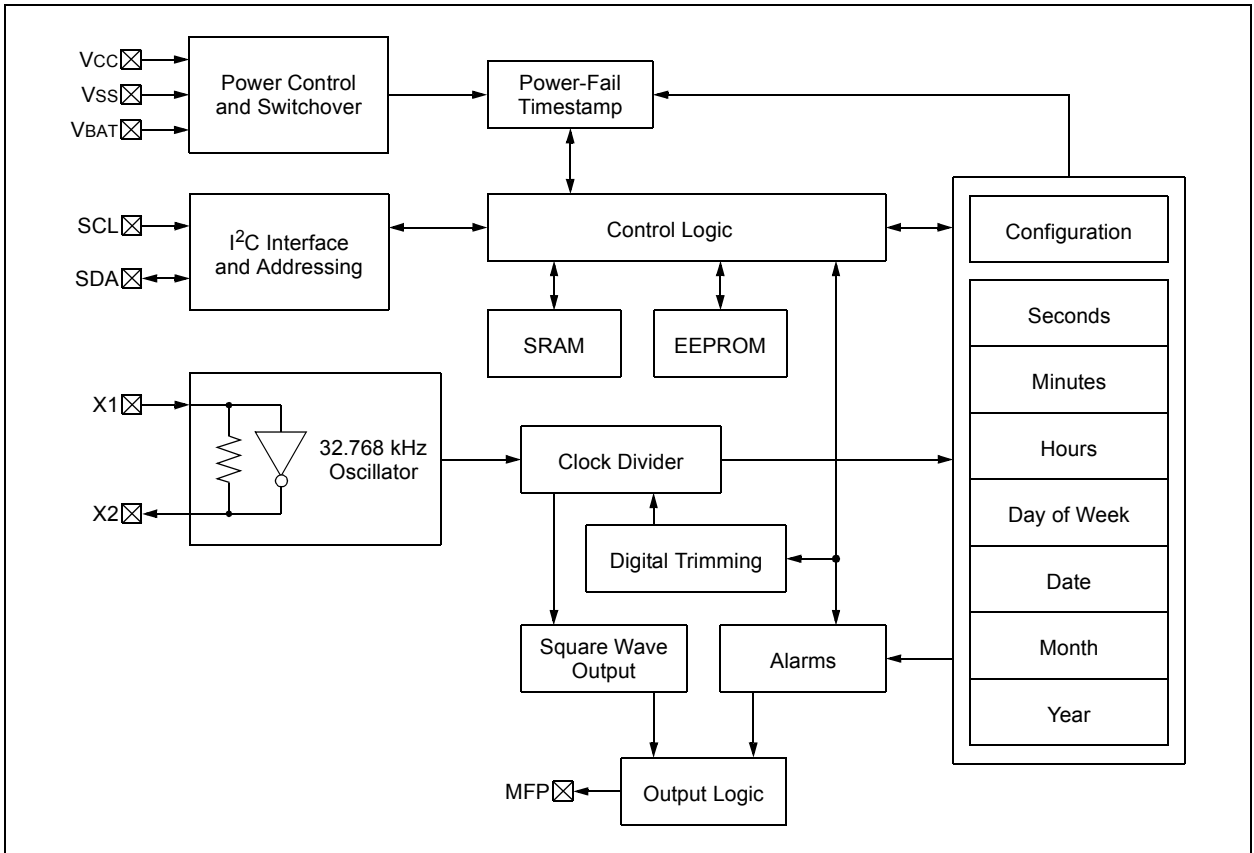 VCC
VSS
VBAT
Power Control
and Switchover
Power-Fail
Timestamp
SCL
SDA
I2C Interface
and Addressing
Control Logic
SRAM
EEPROM
Configuration
Seconds
Minutes
Hours
Day of Week
Date
Month
Year
X1
X2
32.768 kHz
Oscillator
Clock Divider
Digital Trimming
Square Wave
Output
Alarms
MFP
Output Logic